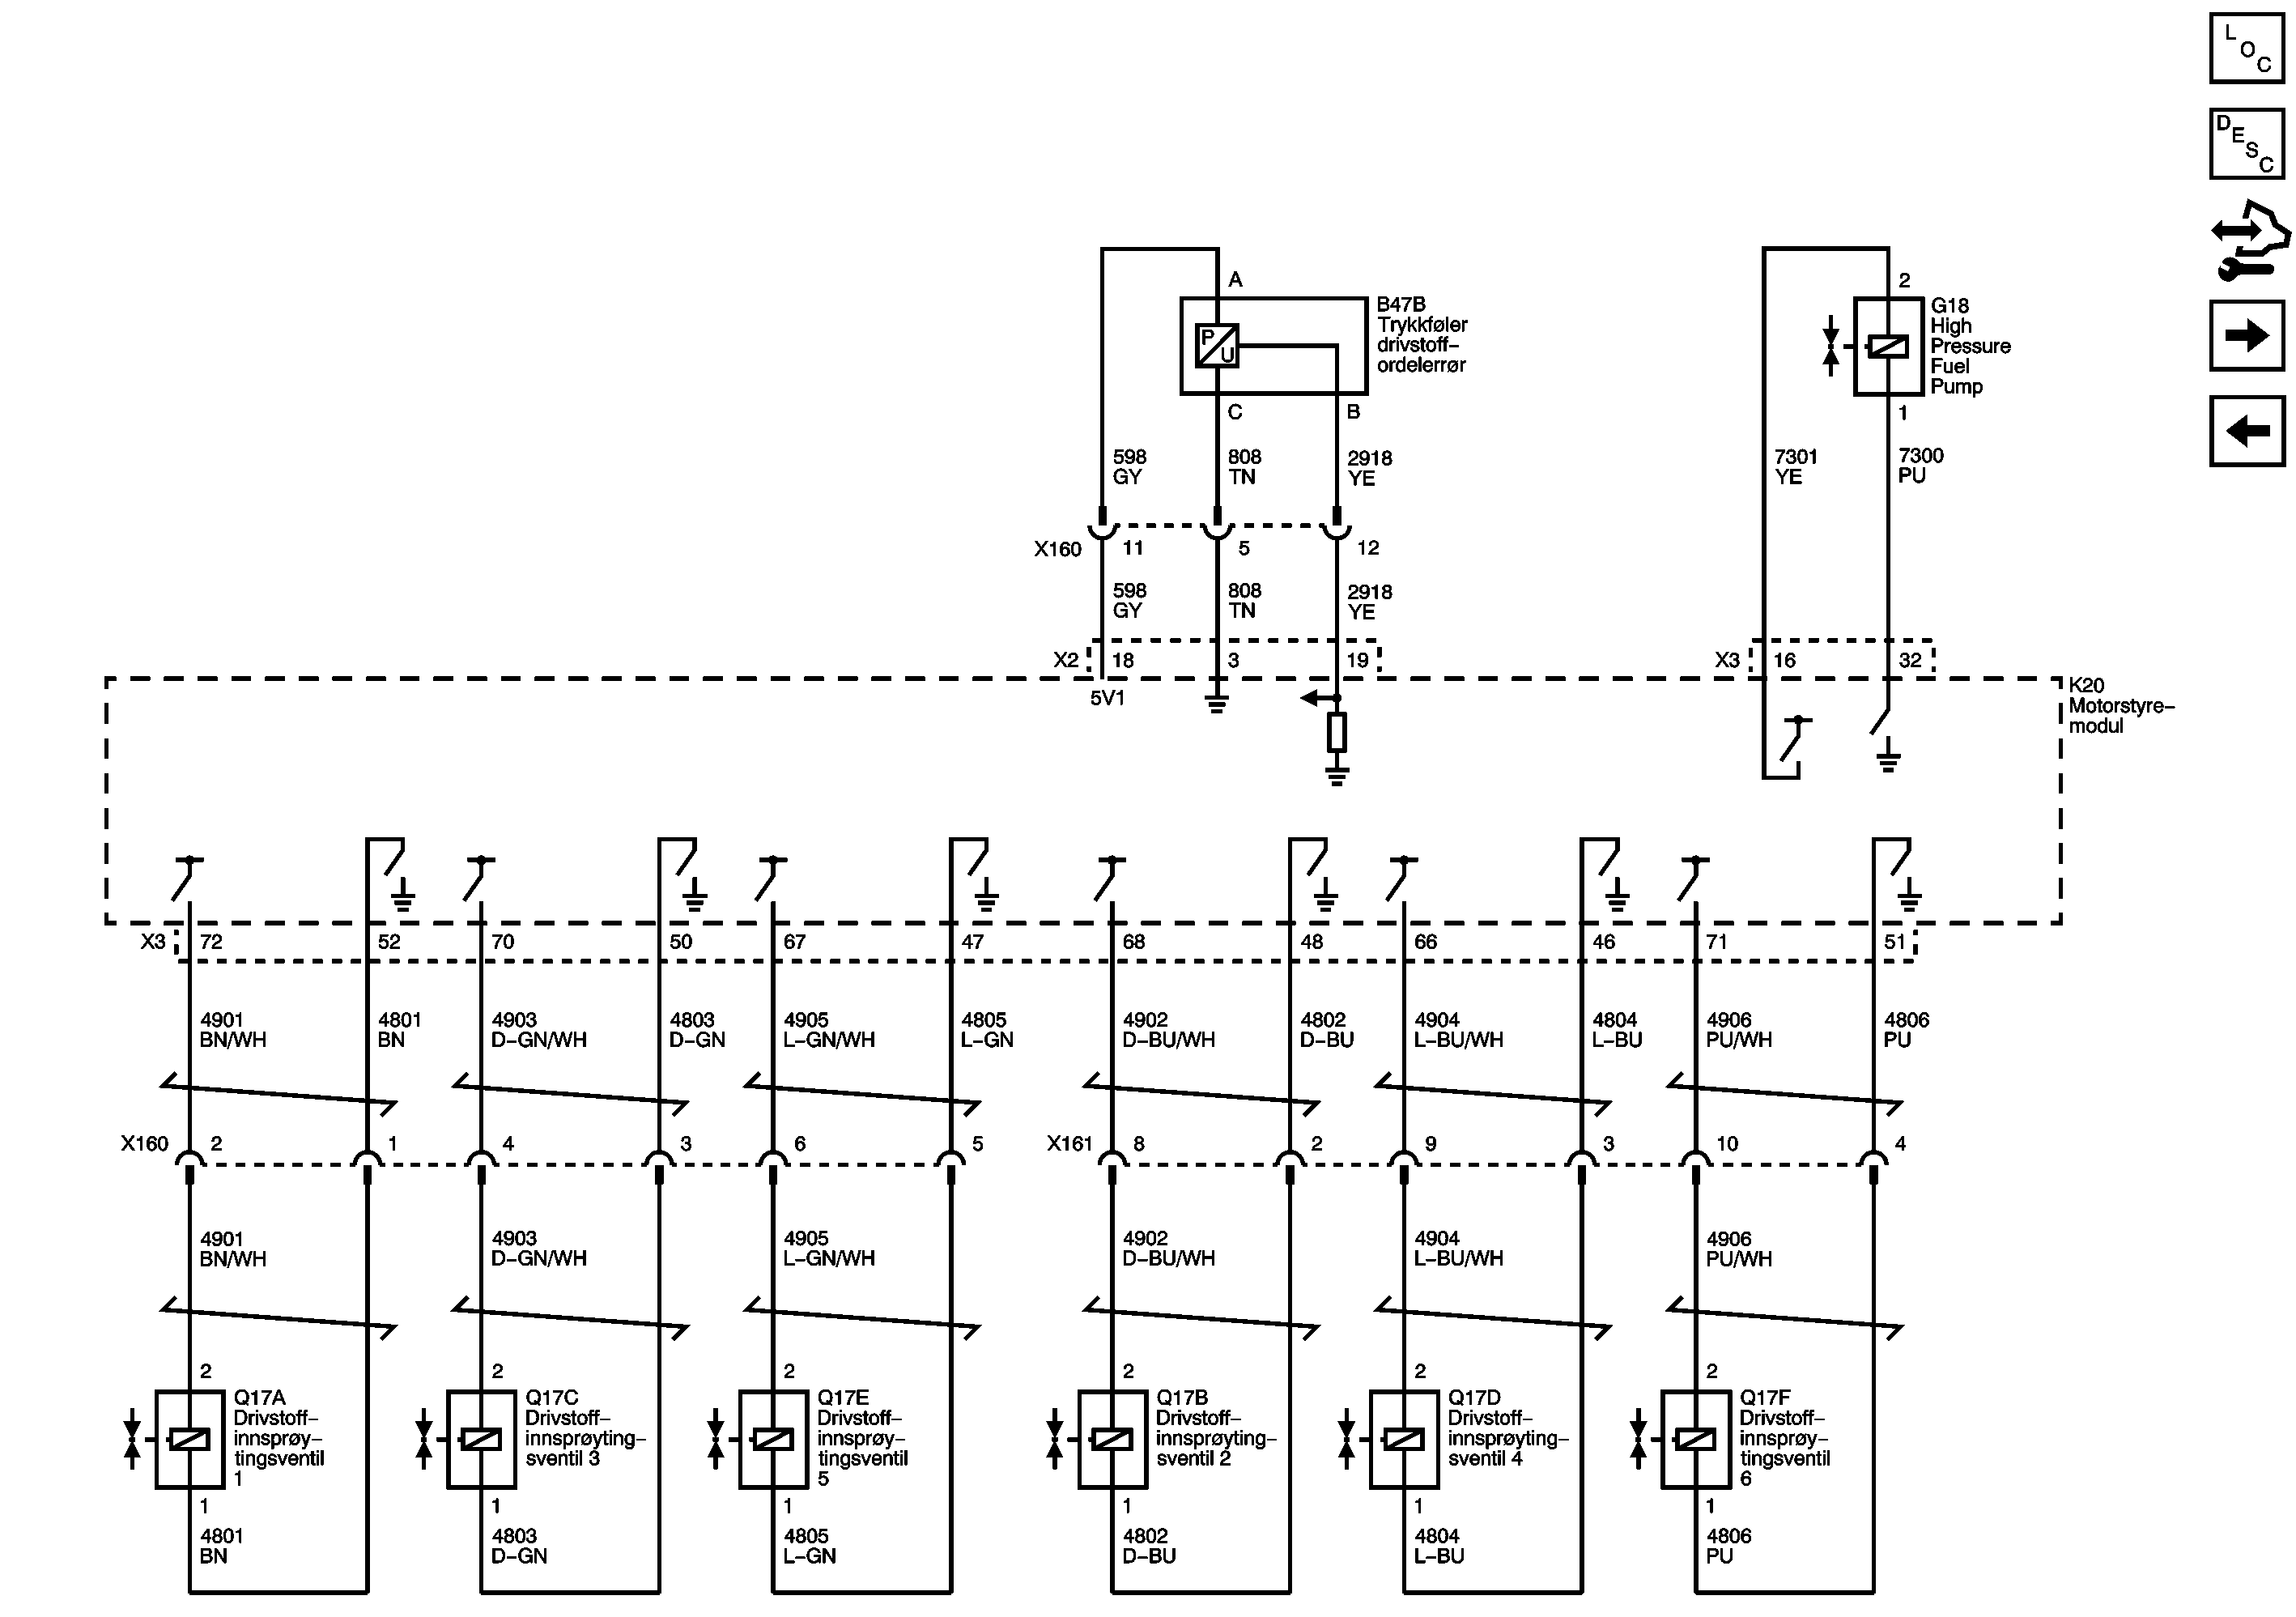 L
O
C
D
E
S
C
A
B47B
Trykkføler
drivstoff–
ordelerrør
P
U
C
B
2
G18
High
Pressure
Fuel
Pump
1
598
GY
808
TN
2918
YE
7301
YE
7300
PU
X160 11 5 12
598
GY
808
TN
2918
YE
X2 18 3 19
X3 16 32
5V1
K20
Motorstyre–
modul
X3 72 52 70 50 67 47 68 48 66 46 71 51
4901
BN/WH
4801
BN
4903
D–GN/WH
4803
D–GN
4905
L–GN/WH
4805
L–GN
4902
D–BU/WH
4802
D–BU
4904
L–BU/WH
4804
L–BU
4906
PU/WH
4806
PU
X160 2 1 4 3 6 5
X161 8 2 9 3 10 4
4901
BN/WH
4903
D–GN/WH
4905
L–GN/WH
4902
D–BU/WH
4904
L–BU/WH
4906
PU/WH
2
Q17A
Drivstoff–
innsprøy–
tingsventil
1
1
4801
BN
2
Q17C
Drivstoff–
innsprøyting–
sventil 3
1
4803
D–GN
2
Q17E
Drivstoff–
innsprøy–
tingsventil
5
1
4805
L–GN
2
Q17B
Drivstoff–
innsprøyting–
sventil 2
1
4802
D–BU
2
Q17D
Drivstoff–
innsprøyting–
sventil 4
1
4804
L–BU
2
Q17F
Drivstoff–
innsprøy–
tingsventil
6
1
4806
PU